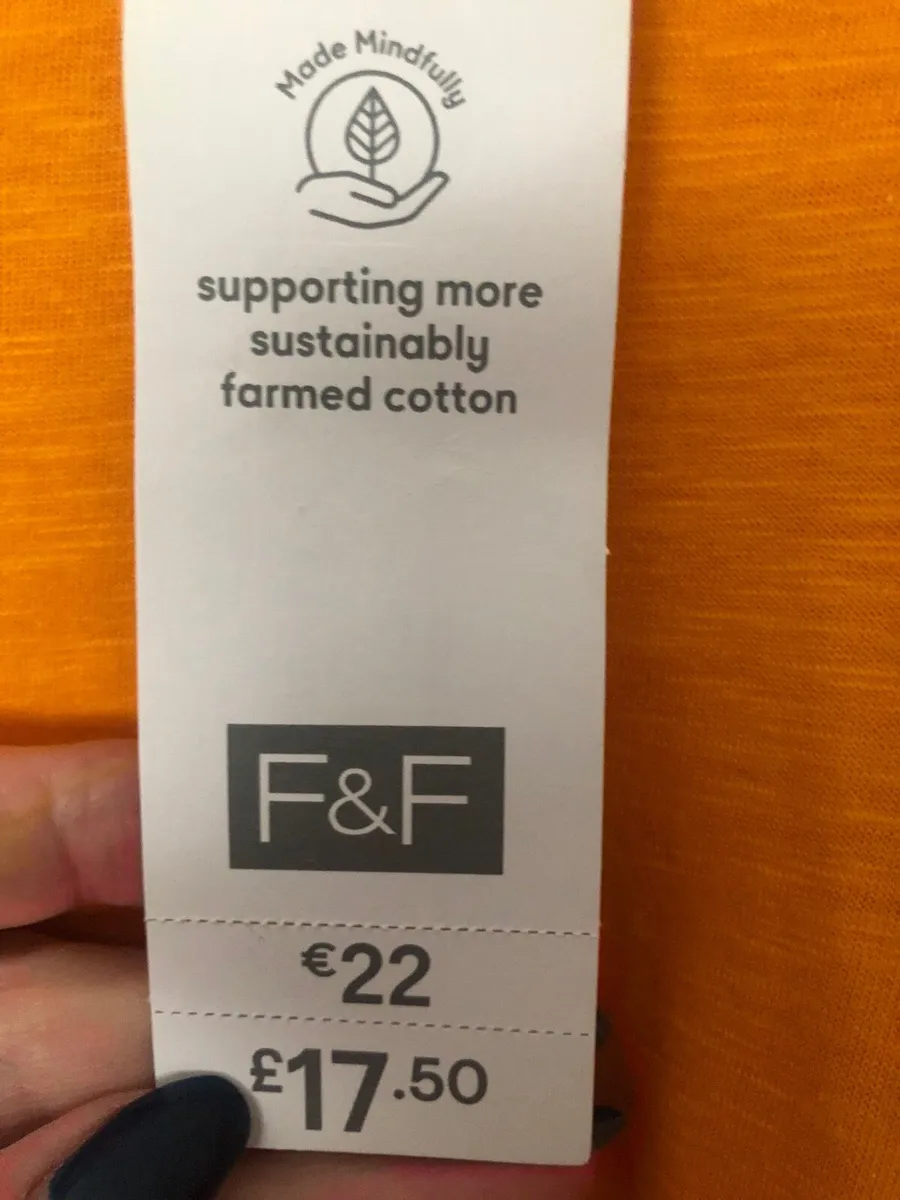 Made Mindfully
supporting more
sustainably
farmed cotton
F&F
€22
£17.50